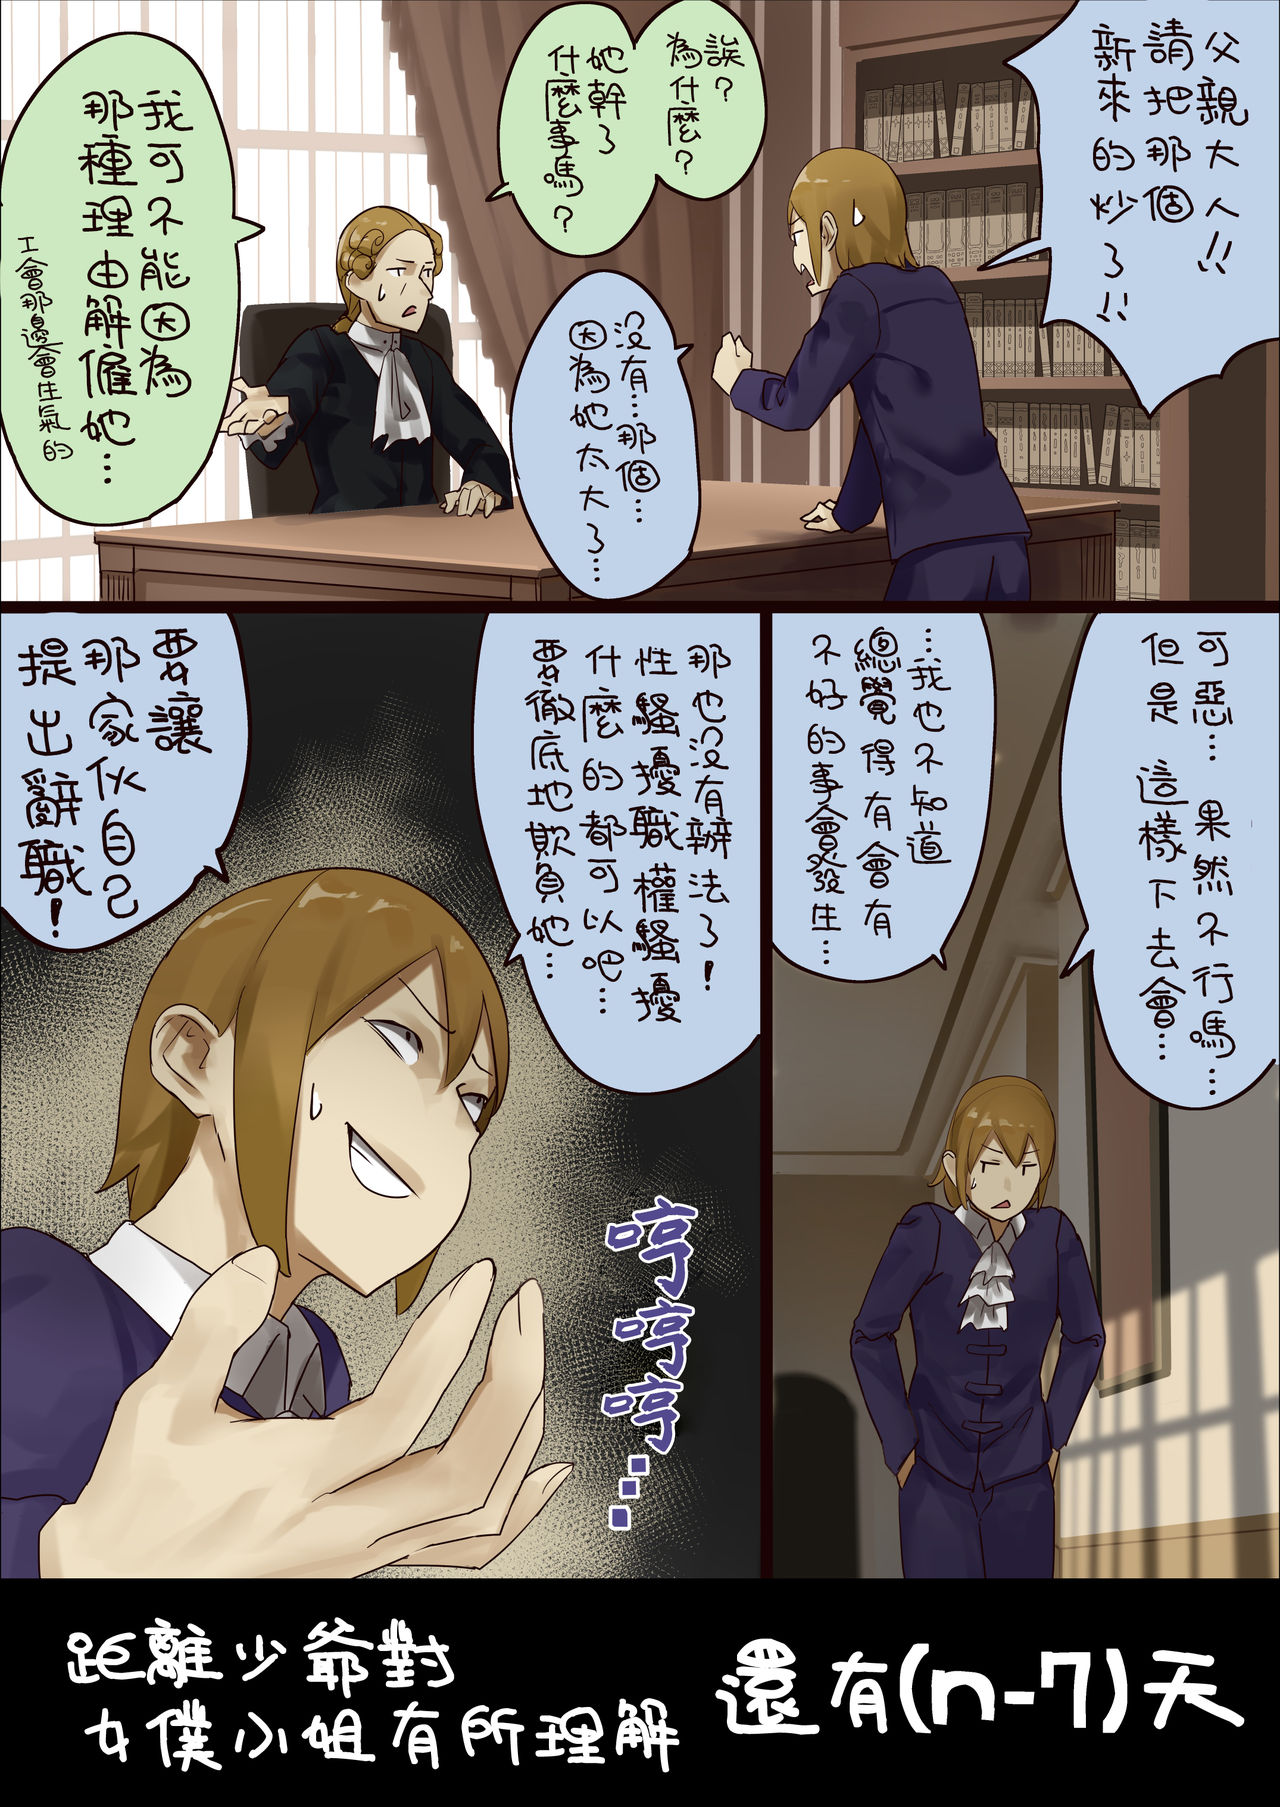 父親大人!!
請把那個
新來的炒了!!
誒?
為什麼?
她幹了
什麼事嗎?
沒有…那個…
因為她太大了…
我可不能因為
那種理由解僱她…
工會那邊會生氣的
可惡…果然不行嗎…
但是 這樣下去會…
…我也不知道
總覺得有會有
不好的事會發生…
那也沒有辦法了!
性騷擾職權騷擾
什麼的都可以吧…
要徹底地欺負她…
要讓
那家伙自己
提出辭職!
哼哼哼…
距離少爺對
女僕小姐有所理解
還有(n-7)天